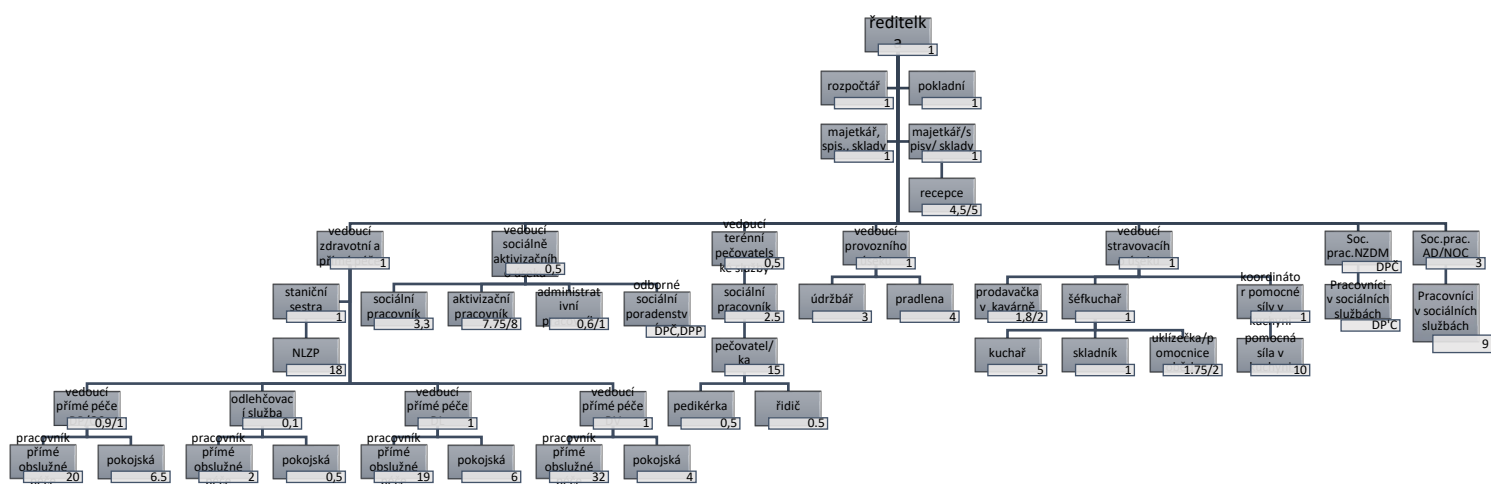 ředitelk
a
1
rozpočtář
1
pokladní
1
majetkář,
spis., sklady
1
majetkář/s
pisy/ sklady
1
recepce
4,5/5
vedoucí
zdravotní a
přímé péče
1
vedoucí
sociálně
aktivizačníh
0,5
vedoucí
terénní
pečovatels
ké služby
0,5
vedoucí
provozního
úseku
1
vedoucí
stravovacíh
1
Soc.
prac.NZDM
DPČ
Soc.prac.
AD/NOC
3
staniční
sestra
1
NLZP
18
sociální
pracovník
3,3
aktivizační
pracovník
7.75/8
administrat
ivní
0,6/1
odborné
sociální
poradenstv
DPČ,DPP
sociální
pracovník
2.5
pečovatel/
ka
15
pedikérka
0,5
řidič
0.5
údržbář
3
pradlena
4
prodavačka
v kavárně
1,8/2
šéfkuchař
1
koordináto
r pomocné
síly v
kuchyni
1
kuchař
5
skladník
1
uklízečka/p
omocnice
1.75/2
pomocná
síla v
10
Pracovníci
v sociálních
službách
DP'C
Pracovníci
v sociálních
službách
9
vedoucí
přímé péče
0,9/1
odlehčovac
í služba
0,1
vedoucí
přímé péče
1
vedoucí
přímé péče
1
pracovník
přímé
obslužné
20
pokojská
6.5
pracovník
přímé
obslužné
2
pokojská
0,5
pracovník
přímé
obslužné
19
pokojská
6
pracovník
přímé
obslužné
32
pokojská
4